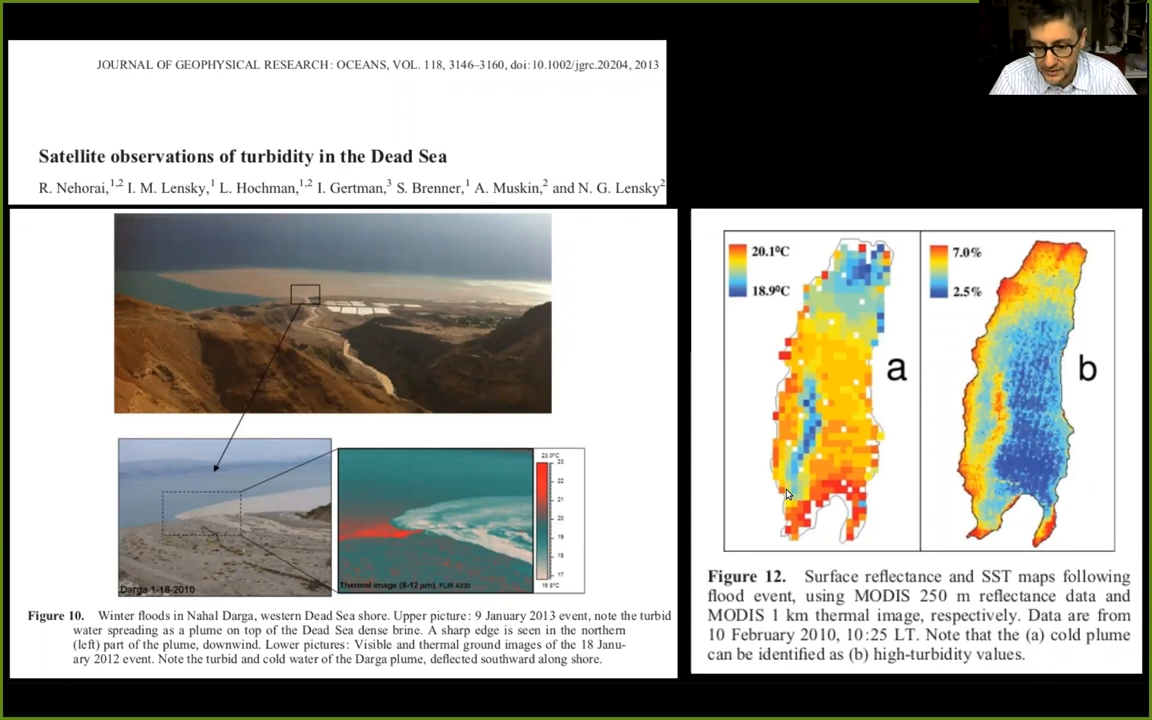 JOURNAL OF GEOPHYSICAL RESEARCH: OCEANS, VOL. 118, 3146–3160, doi:10.1002/jgrc.20204, 2013
Satellite observations of turbidity in the Dead Sea
R. Nehorai,1,2 I. M. Lensky,1 L. Hochman,1,2 I. Gertman,3 S. Brenner,1 A. Muskin,2 and N. G. Lensky2
Darga 1-18-2010
Thermal image (8-12 μm), FLIR A320
23.0°C
23
22
21
20
19
18
17
Figure 10. Winter floods in Nahal Darga, western Dead Sea shore. Upper picture: 9 January 2013 event, note the turbid
water spreading as a plume on top of the Dead Sea dense brine. A sharp edge is seen in the northern
(left) part of the plume, downwind. Lower pictures: Visible and thermal ground images of the 18 Janu-
ary 2012 event. Note the turbid and cold water of the Darga plume, deflected southward along shore.
20.1°C
18.9°C
a
7.0%
2.5%
b
Figure 12. Surface reflectance and SST maps following
flood event, using MODIS 250 m reflectance data and
MODIS 1 km thermal image, respectively. Data are from
10 February 2010, 10:25 LT. Note that the (a) cold plume
can be identified as (b) high-turbidity values.